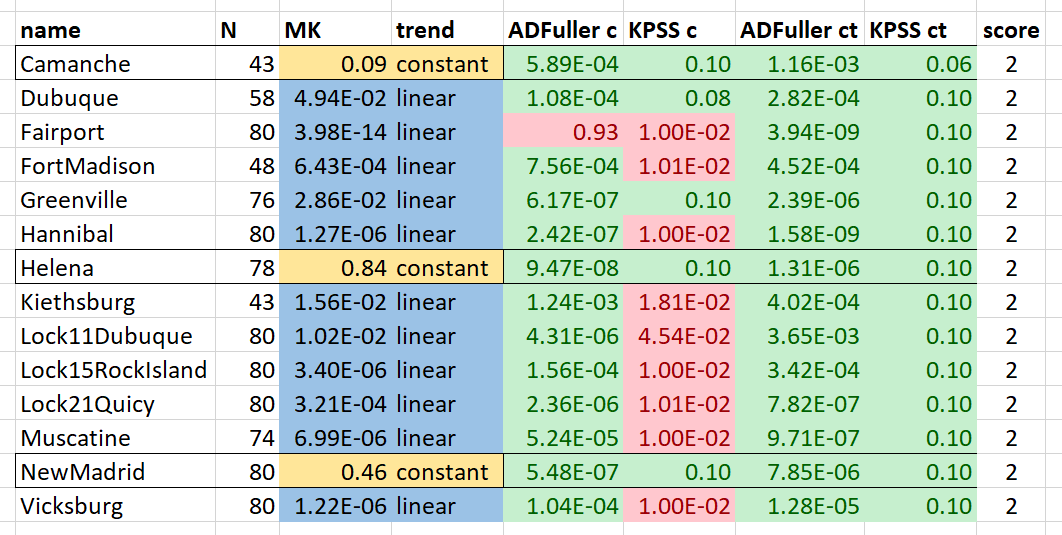 name N MK trend ADFuller c KPSS c ADFuller ct KPSS ct score
Camanche 43 0.09 constant 5.89E-04 0.10 1.16E-03 0.06 2
Dubuque 58 4.94E-02 linear 1.08E-04 0.08 2.82E-04 0.10 2
Fairport 80 3.98E-14 linear 0.93 1.00E-02 3.94E-09 0.10 2
FortMadison 48 6.43E-04 linear 7.56E-04 1.01E-02 4.52E-04 0.10 2
Greenville 76 2.86E-02 linear 6.17E-07 0.10 2.39E-06 0.10 2
Hannibal 80 1.27E-06 linear 2.42E-07 1.00E-02 1.58E-09 0.10 2
Helena 78 0.84 constant 9.47E-08 0.10 1.31E-06 0.10 2
Kiethsburg 43 1.56E-02 linear 1.24E-03 1.81E-02 4.02E-04 0.10 2
Lock11Dubuque 80 1.02E-02 linear 4.31E-06 4.54E-02 3.65E-03 0.10 2
Lock15RockIsland 80 3.40E-06 linear 1.56E-04 1.00E-02 3.42E-04 0.10 2
Lock21Quicy 80 3.21E-04 linear 2.36E-06 1.01E-02 7.82E-07 0.10 2
Muscatine 74 6.99E-06 linear 5.24E-05 1.00E-02 9.71E-07 0.10 2
NewMadrid 80 0.46 constant 5.48E-07 0.10 7.85E-06 0.10 2
Vicksburg 80 1.22E-06 linear 1.04E-04 1.00E-02 1.28E-05 0.10 2